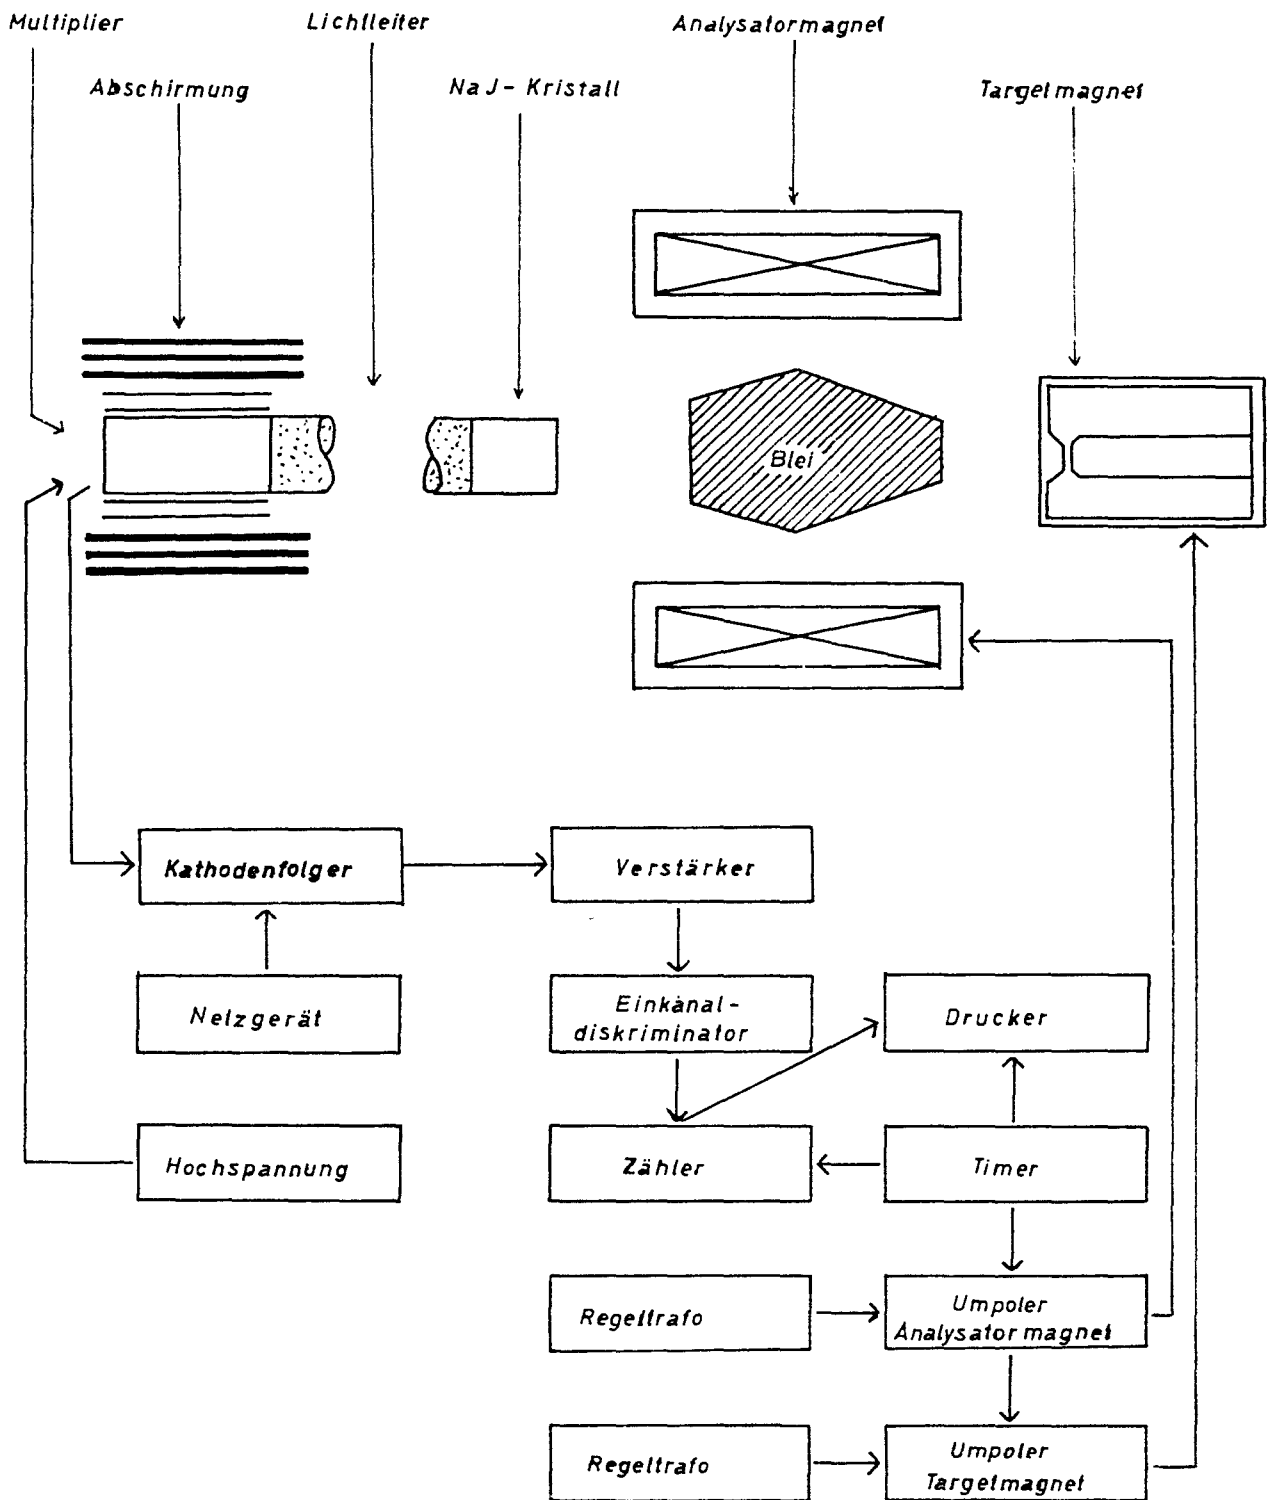 Multiplier
Lichtleiter
Analysatormagnet
Abschirmung
NaJ-Kristall
Targetmagnet
Blei
Kathodenfolger
Verstärker
Netzgerät
Einkanal-
diskriminator
Drucker
Hochspannung
Zähler
Timer
Regeltrafo
Umpoler
Analysatormagnet
Regeltrafo
Umpoler
Targetmagnet